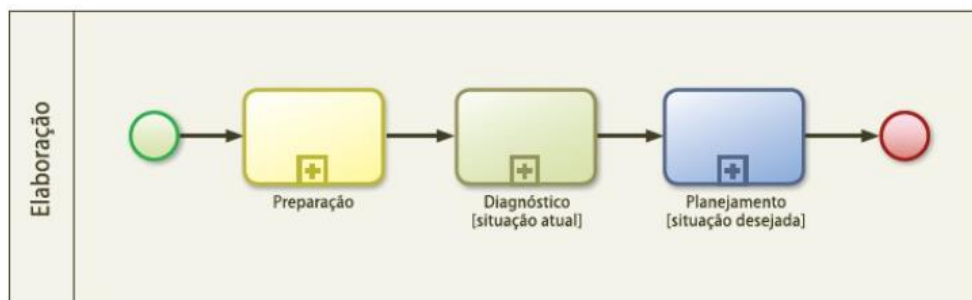 Elaboração
Preparação
Diagnóstico
[situação atual]
Planejamento
[situação desejada]